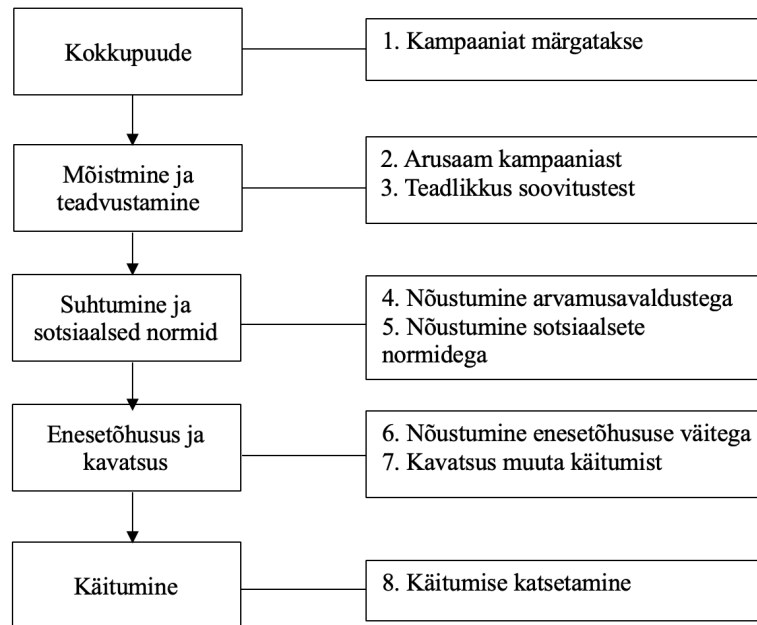 Kokkupuude
1. Kampaaniat märgatakse
Mõistmine ja
teadvustamine
2. Arusaam kampaaniast
3. Teadlikkus soovitustest
Suhtumine ja
sotsiaalsed normid
4. Nõustumine arvamusavaldustega
5. Nõustumine sotsiaalsete
normidega
Enesetõhusus ja
kavatsus
6. Nõustumine enesetõhususe väitega
7. Kavatsus muuta käitumist
Käitumine
8. Käitumise katsetamine